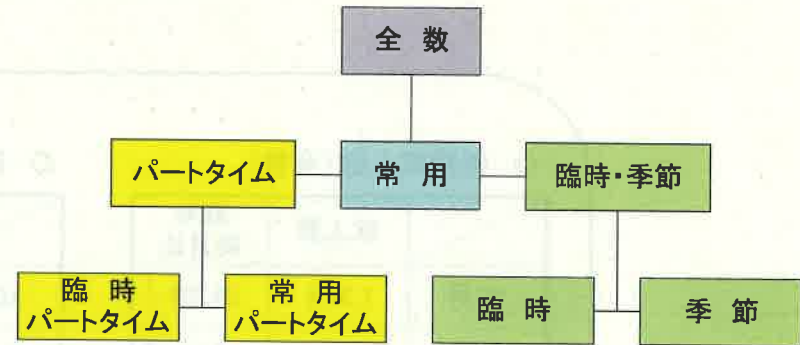 全 数
パートタイム
常 用
臨時・季節
臨 時
パートタイム
常 用
パートタイム
臨 時
季 節